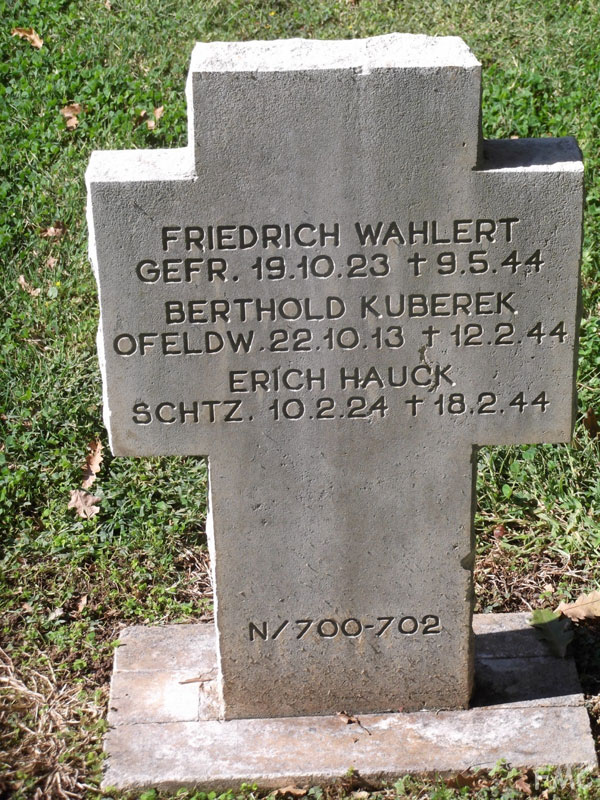 FRIEDRICH WAHLERT
GEFR. 19.10.23 † 9.5.44
BERTHOLD KUBEREK
OFELDW. 22.10.13 † 12.2.44
ERICH HAUCK
SCHTZ. 10.2.24 † 18.2.44
N/700-702